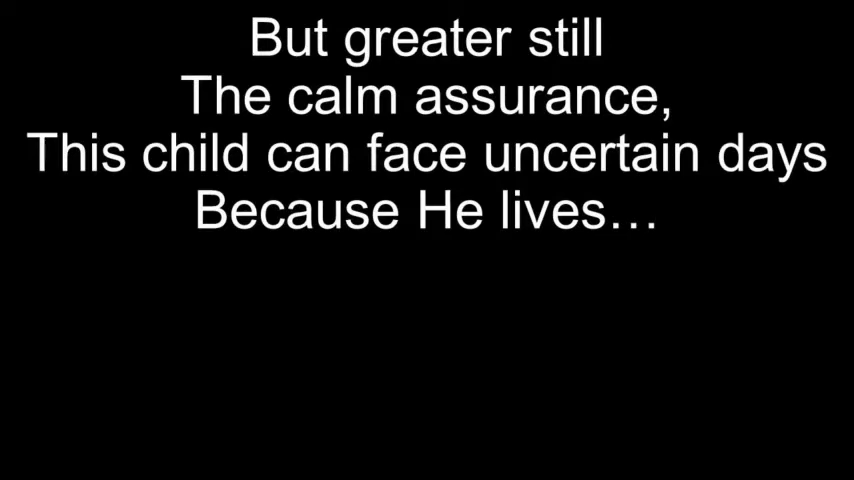 But greater still
The calm assurance,
This child can face uncertain days
Because He lives…